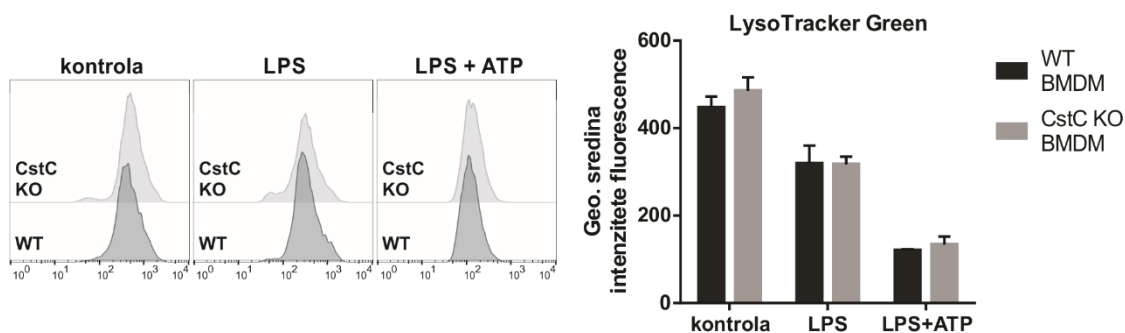 kontrola
LPS
LPS + ATP
CstC
KO
WT
CstC
KO
WT
CstC
KO
WT
10⁰ 10¹ 10² 10³ 10⁴
10⁰ 10¹ 10² 10³ 10⁴
10⁰ 10¹ 10² 10³ 10⁴
LysoTracker Green
Geo. sredina
intenzitete fluorescence
600
400
200
0
kontrola
LPS
LPS+ATP
WT
BMDM
CstC KO
BMDM